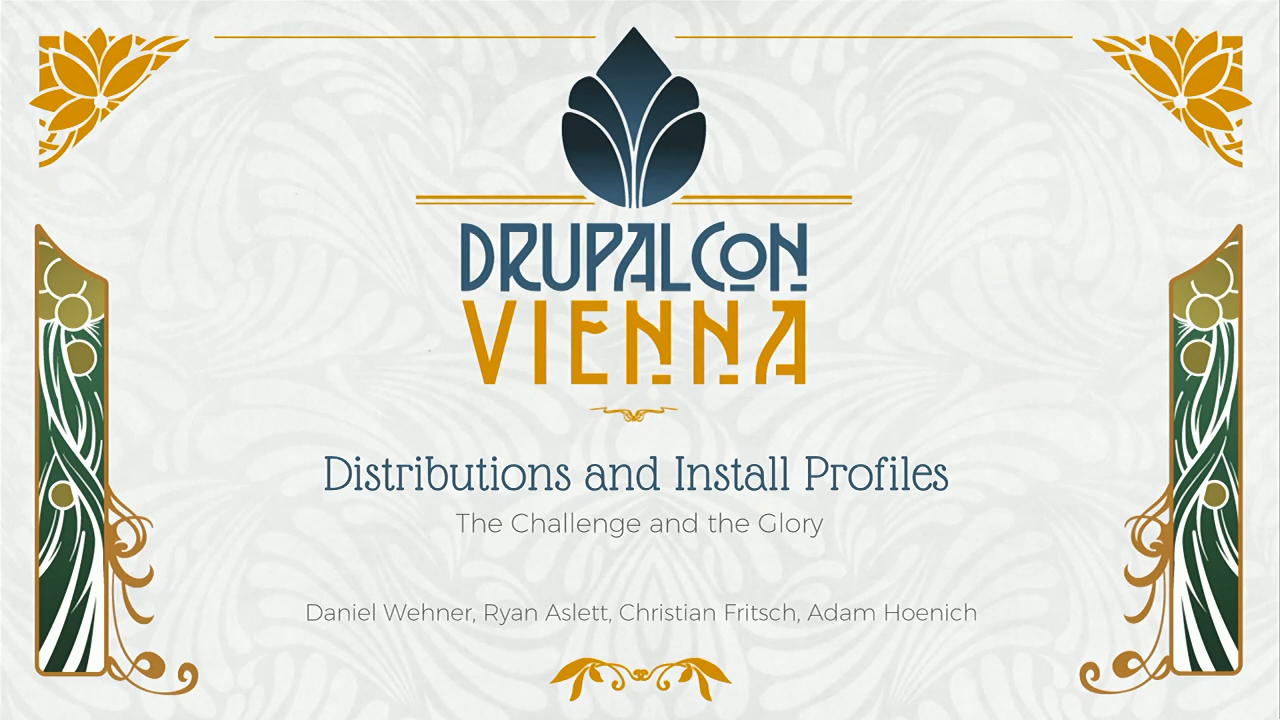 DRUPALCON
VIENNA
Distributions and Install Profiles
The Challenge and the Glory
Daniel Wehner, Ryan Aslett, Christian Fritsch, Adam Hoenich